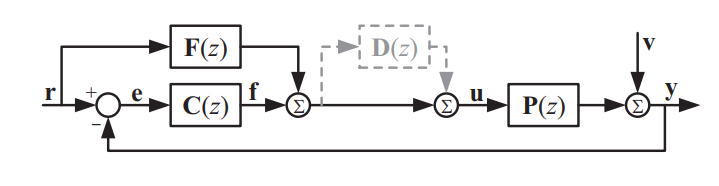 F(z)
D(z)
v
r
+
e
C(z)
f
Σ
Σ
u
P(z)
Σ
y
−